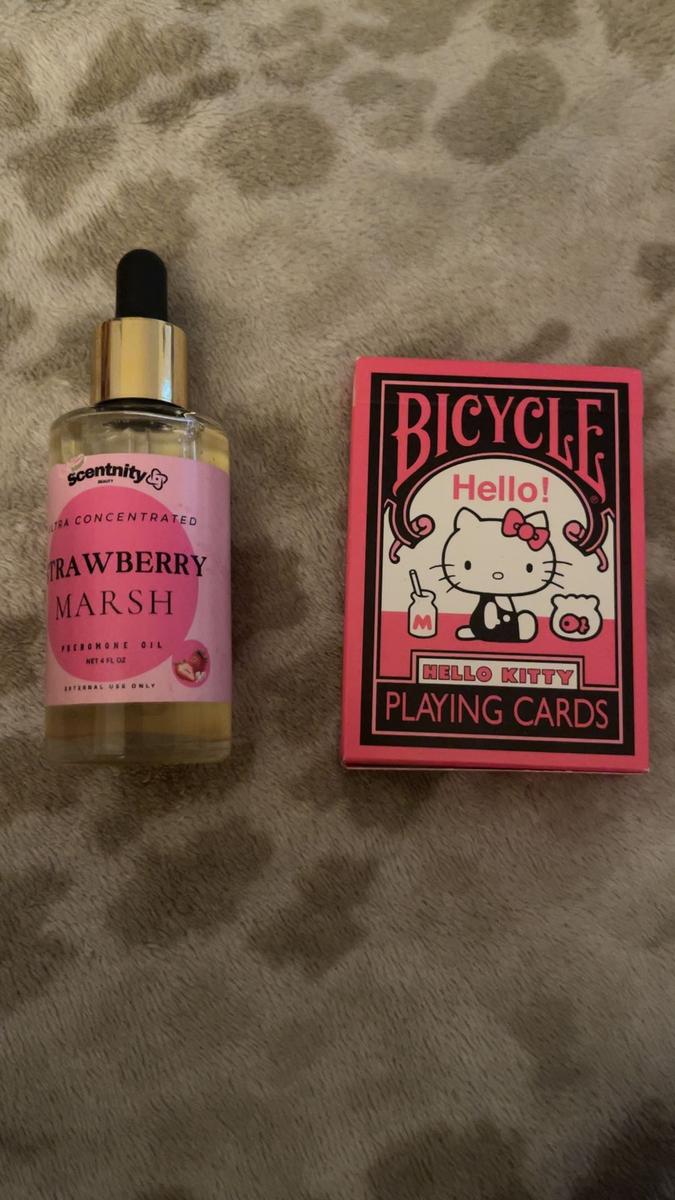 Scentnity
BEAUTY
LTRA CONCENTRATED
TRAWBERRY
MARSH
PHEROMONE OIL
NET 4 FL OZ
EXTERNAL USE ONLY
BICYCLE
®
Hello!
M
HELLO KITTY
PLAYING CARDS